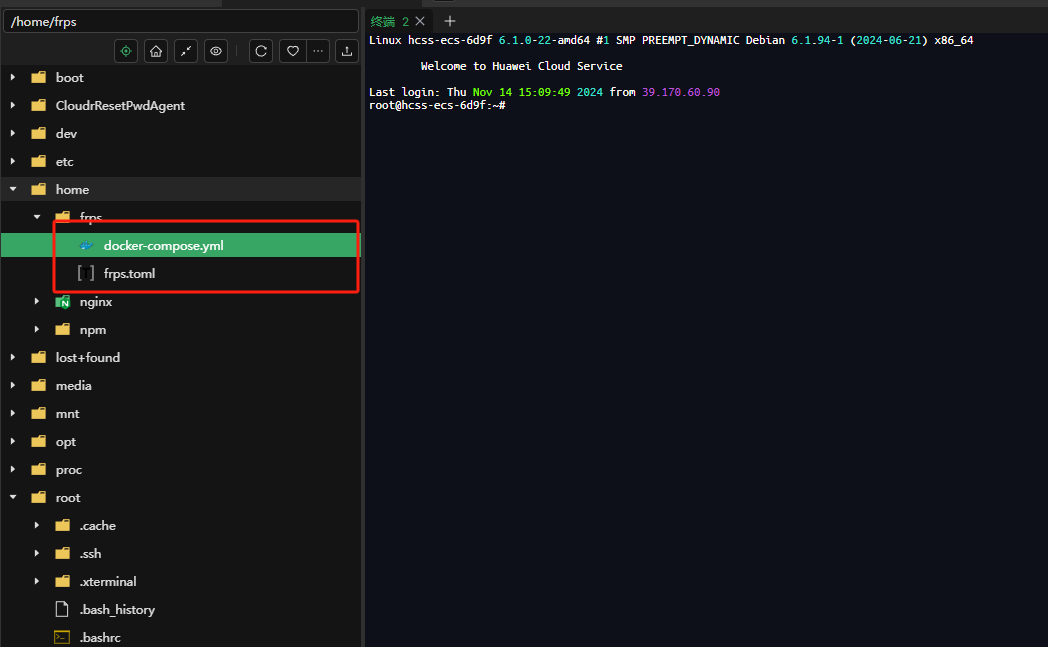 /home/frps
boot
CloudrResetPwdAgent
dev
etc
home
frps
docker-compose.yml
frps.toml
nginx
npm
lost+found
media
mnt
opt
proc
root
.cache
.ssh
.xterminal
.bash_history
.bashrc
终端 2
Linux hcss-ecs-6d9f 6.1.0-22-amd64 #1 SMP PREEMPT_DYNAMIC Debian 6.1.94-1 (2024-06-21) x86_64
Welcome to Huawei Cloud Service
Last login: Thu Nov 14 15:09:49 2024 from 39.170.60.90
root@hcss-ecs-6d9f:~#